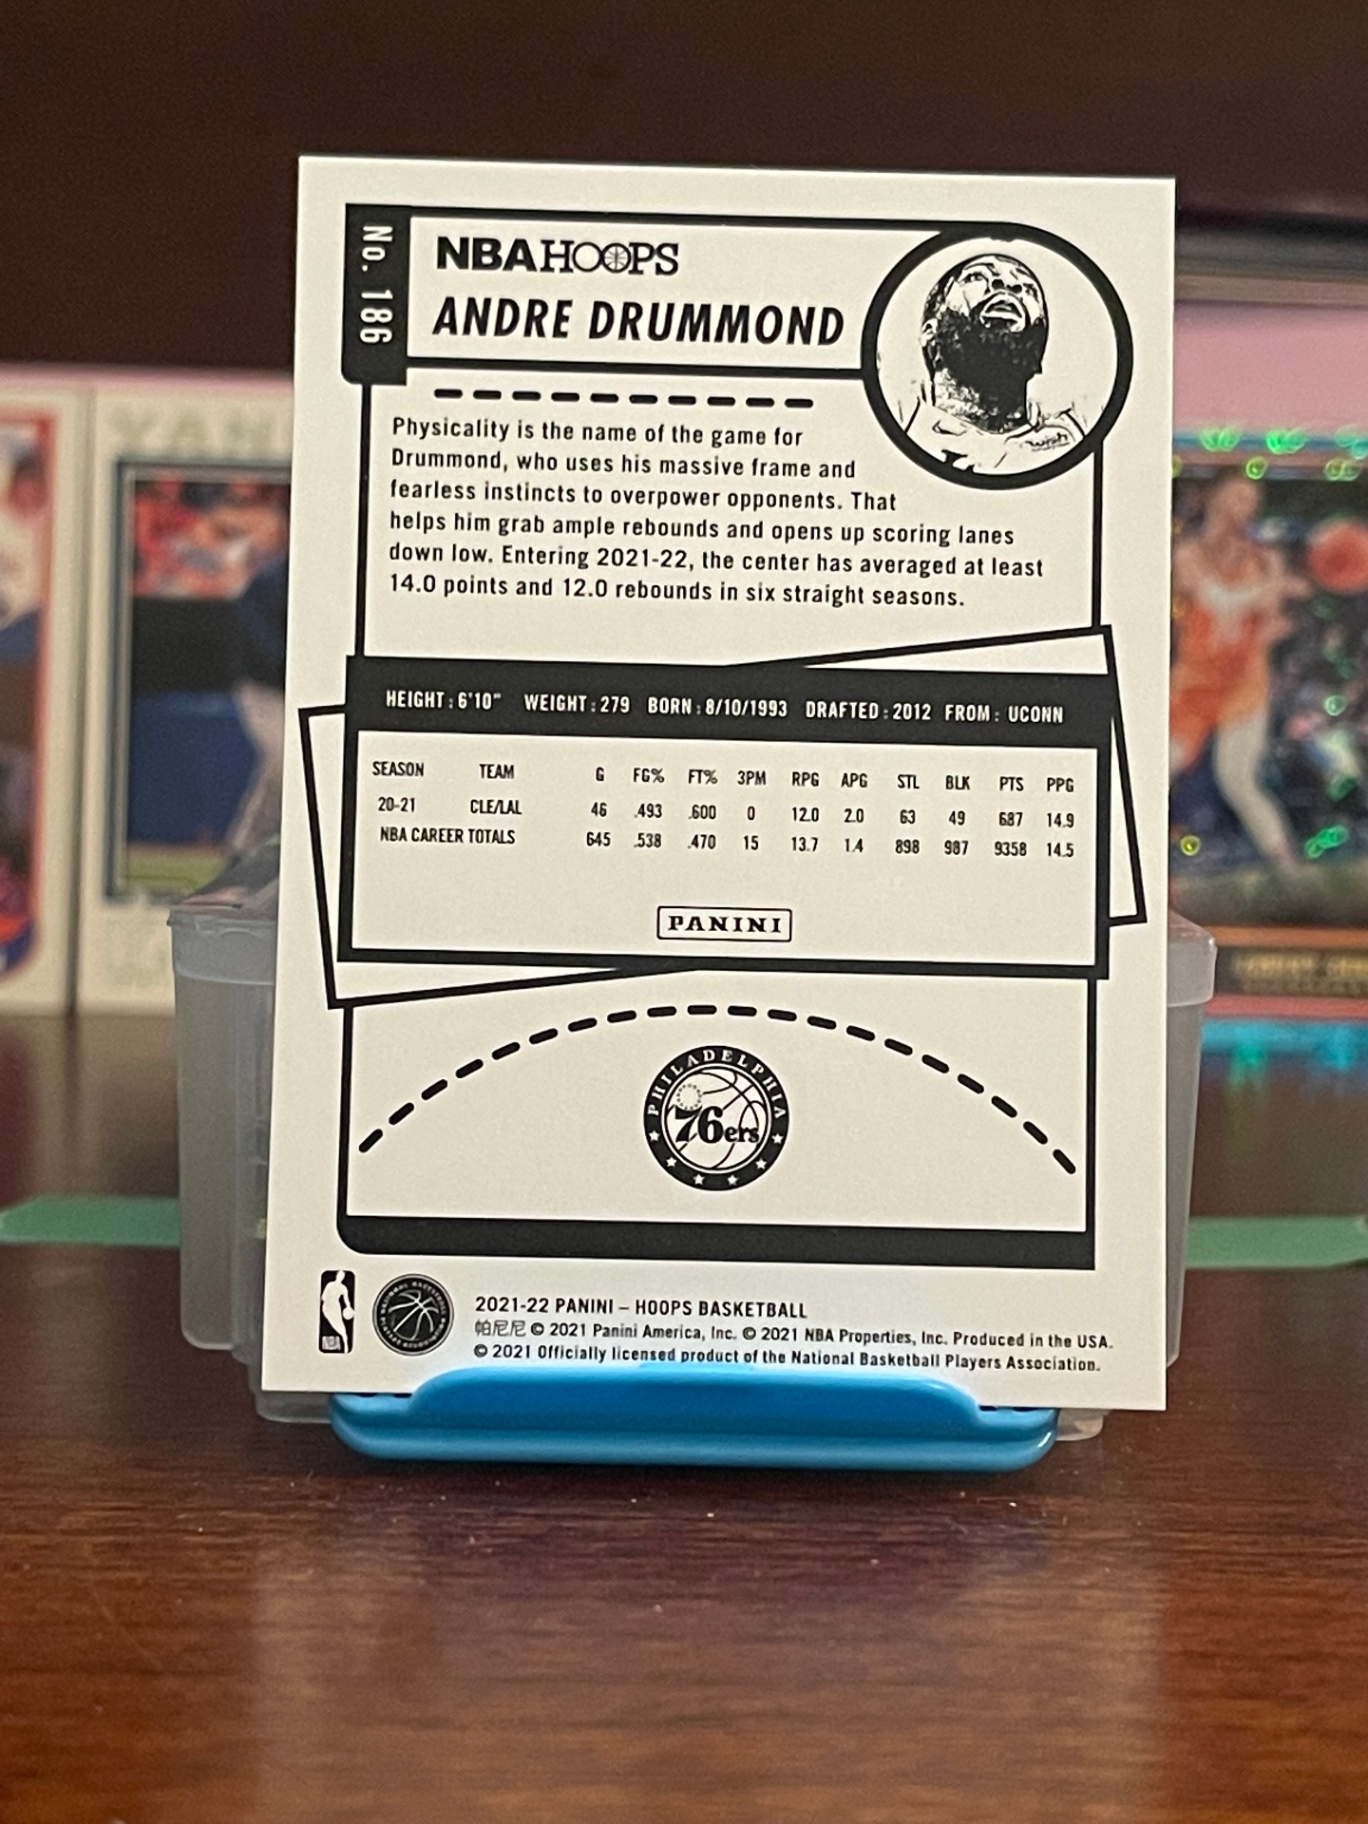 No. 186
NBA HOOPS
ANDRE DRUMMOND
wish
Physicality is the name of the game for
Drummond, who uses his massive frame and
fearless instincts to overpower opponents. That
helps him grab ample rebounds and opens up scoring lanes
down low. Entering 2021-22, the center has averaged at least
14.0 points and 12.0 rebounds in six straight seasons.
HEIGHT: 6'10" WEIGHT: 279 BORN: 8/10/1993 DRAFTED: 2012 FROM: UCONN
SEASON TEAM G FG% FT% 3PM RPG APG STL BLK PTS PPG
20-21 CLE/LAL 46 .493 .600 0 12.0 2.0 63 49 687 14.9
NBA CAREER TOTALS 645 .538 .470 15 13.7 1.4 898 987 9358 14.5
PANINI
PHILADELPHIA
76ers
2021-22 PANINI – HOOPS BASKETBALL
帕尼尼 © 2021 Panini America, Inc. © 2021 NBA Properties, Inc. Produced in the USA.
© 2021 Officially licensed product of the National Basketball Players Association.